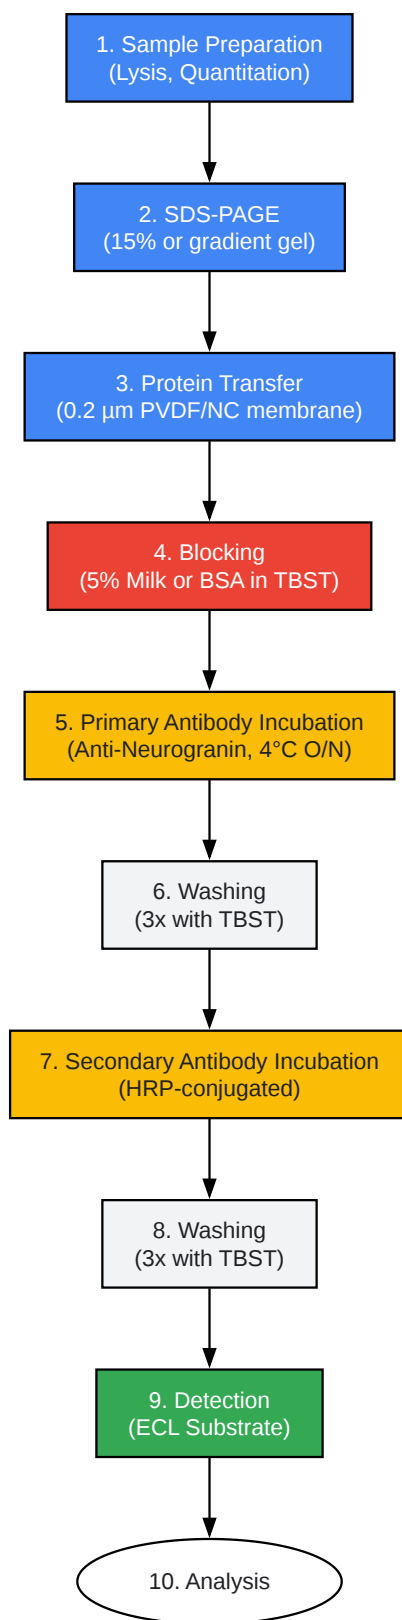 1. Sample Preparation
(Lysis, Quantitation)
2. SDS-PAGE
(15% or gradient gel)
3. Protein Transfer
(0.2 µm PVDF/NC membrane)
4. Blocking
(5% Milk or BSA in TBST)
5. Primary Antibody Incubation
(Anti-Neurogranin, 4°C O/N)
6. Washing
(3x with TBST)
7. Secondary Antibody Incubation
(HRP-conjugated)
8. Washing
(3x with TBST)
9. Detection
(ECL Substrate)
10. Analysis